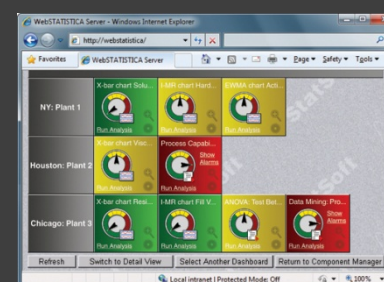 WebSTATISTICA Server - Windows Internet Explorer
http://webstatistica/
Favorites WebSTATISTICA Server Page Safety Tools
NY: Plant 1
X-bar chart Solu...
I-MR chart Hard...
EWMA chart Acti...
Run Analysis
Run Analysis
Run Analysis
Houston: Plant 2
X-bar chart Visc...
Process Capabi...
Show
Alarms
Run Analysis
Run Analysis
Chicago: Plant 3
X-bar chart Resi...
I-MR chart Fill V...
ANOVA: Test Bet...
Data Mining: Pro...
Show
Alarms
Run Analysis
Run Analysis
Run Analysis
Run Analysis
StatSoft
Refresh Switch to Detail View Select Another Dashboard Return to Component Manager
Local intranet | Protected Mode: Off 100%